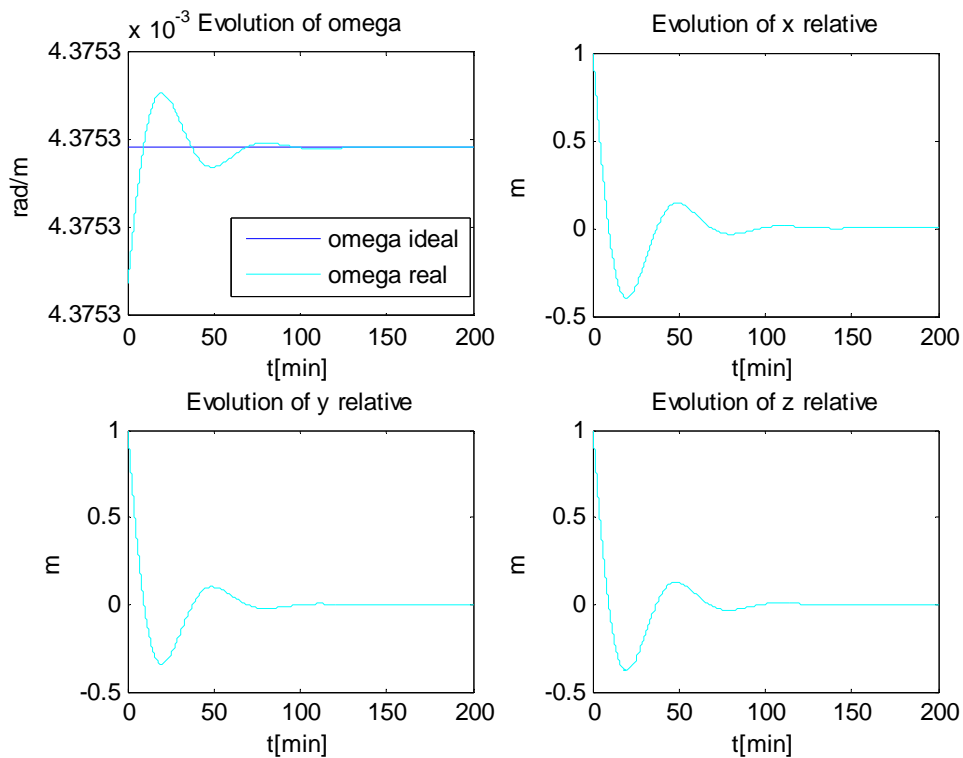 x 10
-3
Evolution of omega
4.3753
4.3753
4.3753
4.3753
rad/m
omega ideal
omega real
0
50
100
150
200
t[min]
Evolution of x relative
1
0.5
0
-0.5
m
0
50
100
150
200
t[min]
Evolution of y relative
1
0.5
0
-0.5
m
0
50
100
150
200
t[min]
Evolution of z relative
1
0.5
0
-0.5
m
0
50
100
150
200
t[min]